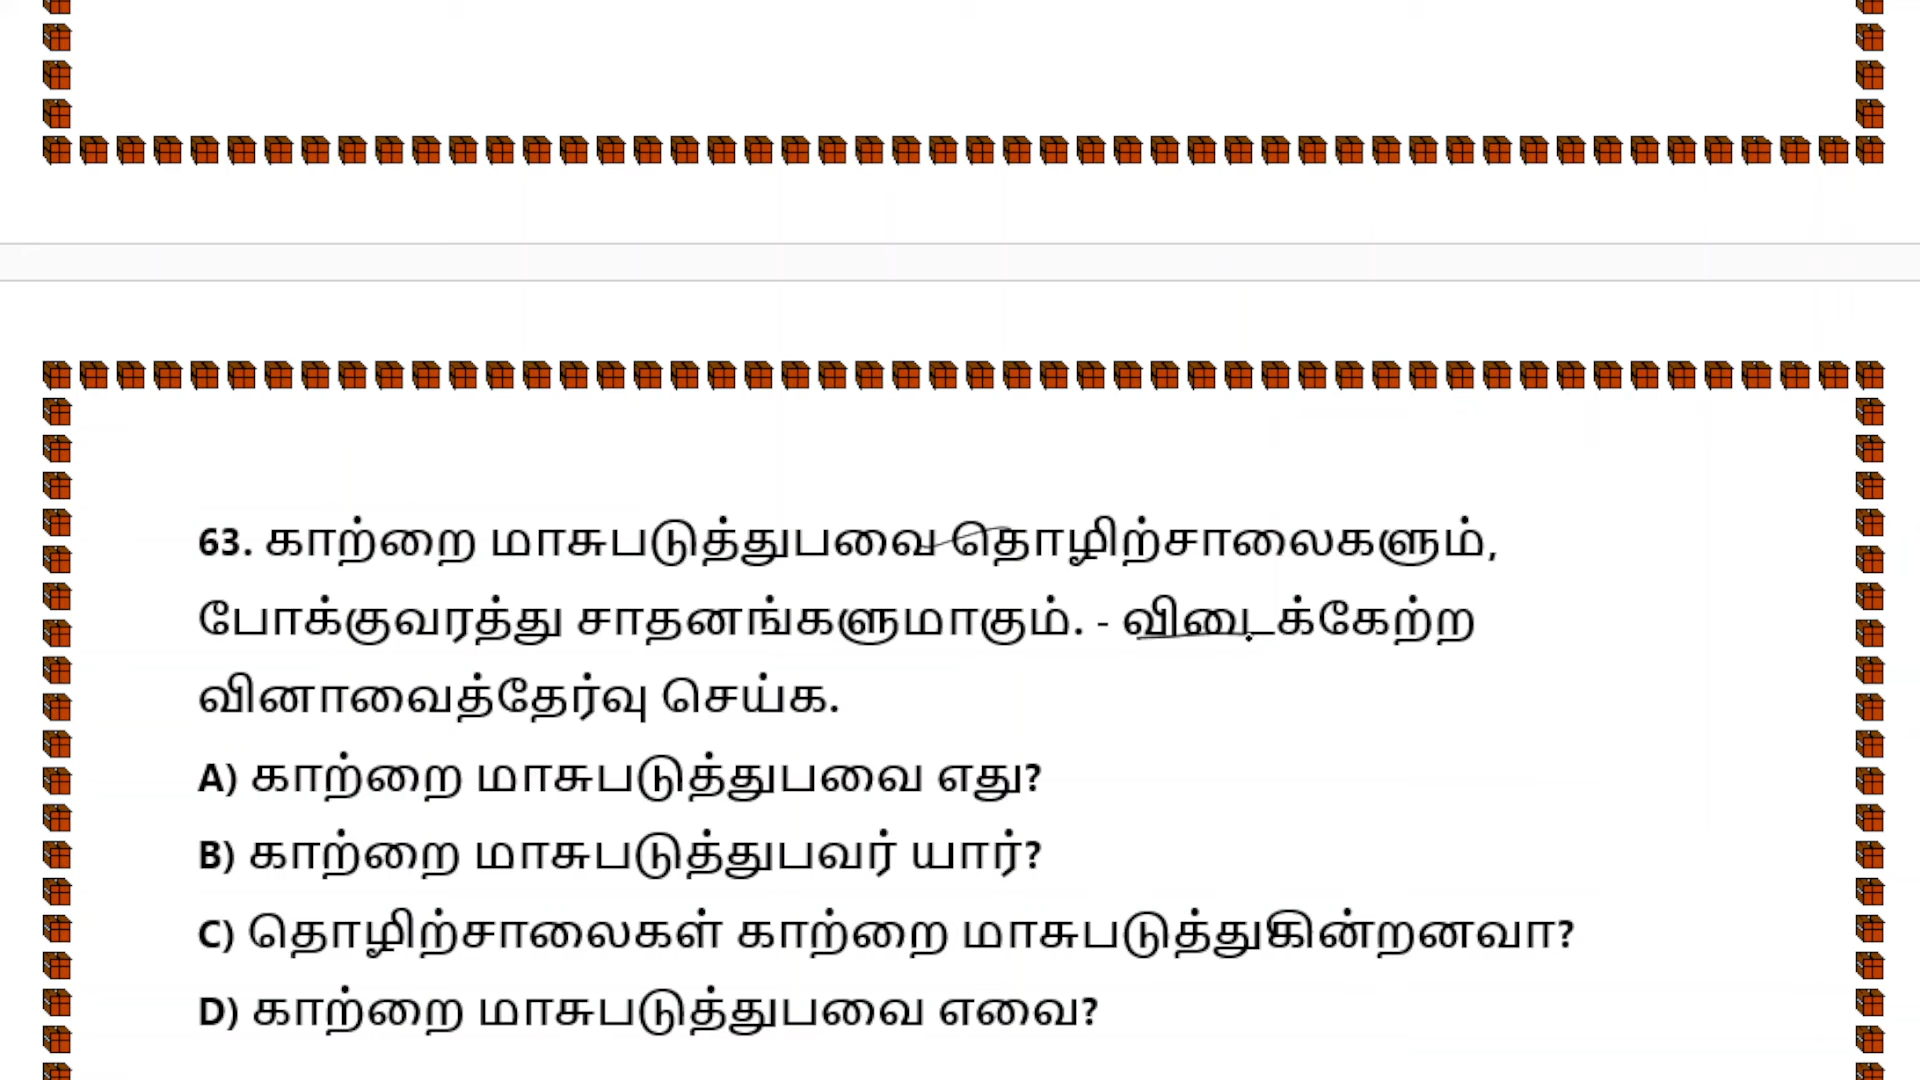 63. காற்றை மாசுபடுத்துபவை தொழிற்சாலைகளும்,
போக்குவரத்து சாதனங்களுமாகும். - விடைக்கேற்ற
வினாவைத்தேர்வு செய்க.
A) காற்றை மாசுபடுத்துபவை எது?
B) காற்றை மாசுபடுத்துபவர் யார்?
C) தொழிற்சாலைகள் காற்றை மாசுபடுத்துகின்றனவா?
D) காற்றை மாசுபடுத்துபவை எவை?